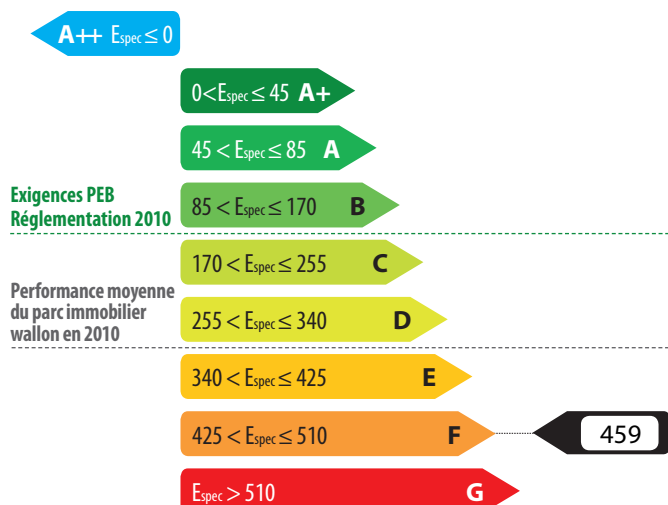 A++ Espec ≤ 0
0<Espec ≤ 45 A+
45 < Espec ≤ 85 A
Exigences PEB
Réglementation 2010
85 < Espec ≤ 170 B
170 < Espec ≤ 255 C
Performance moyenne
du parc immobilier
wallon en 2010
255 < Espec ≤ 340 D
340 < Espec ≤ 425 E
425 < Espec ≤ 510 F
459
Espec > 510 G